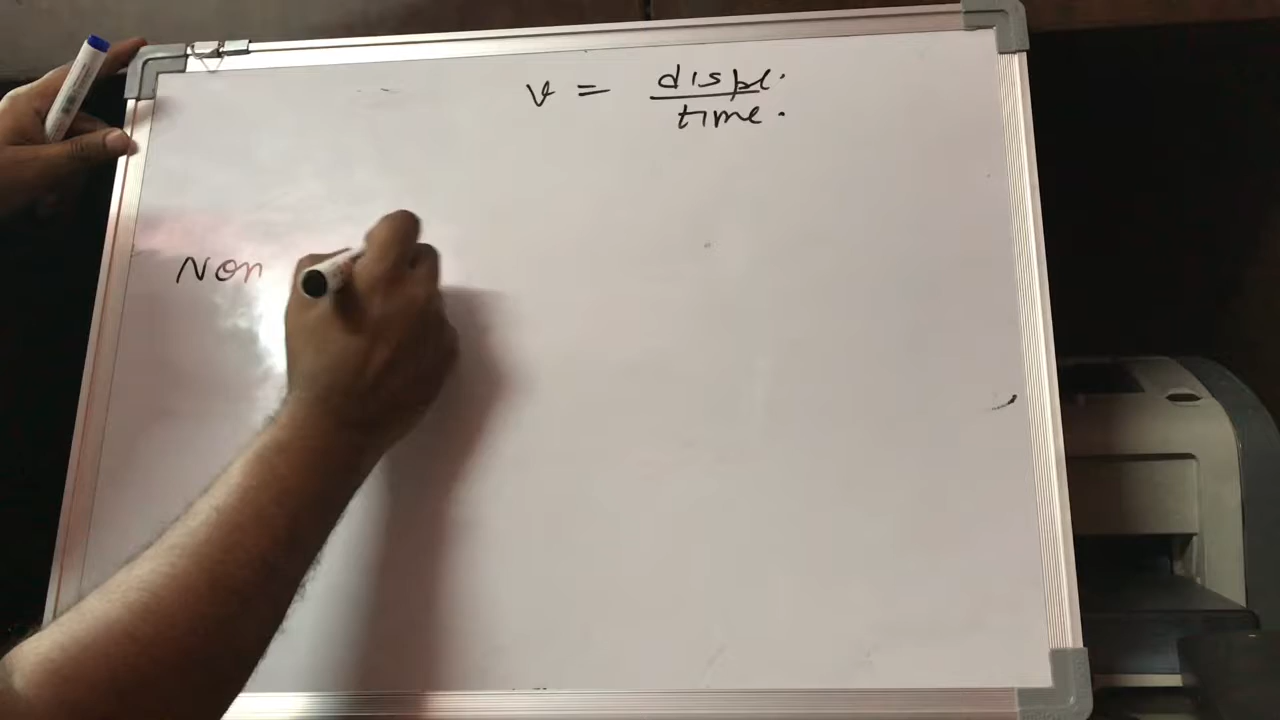 v = displ.
time.
Non